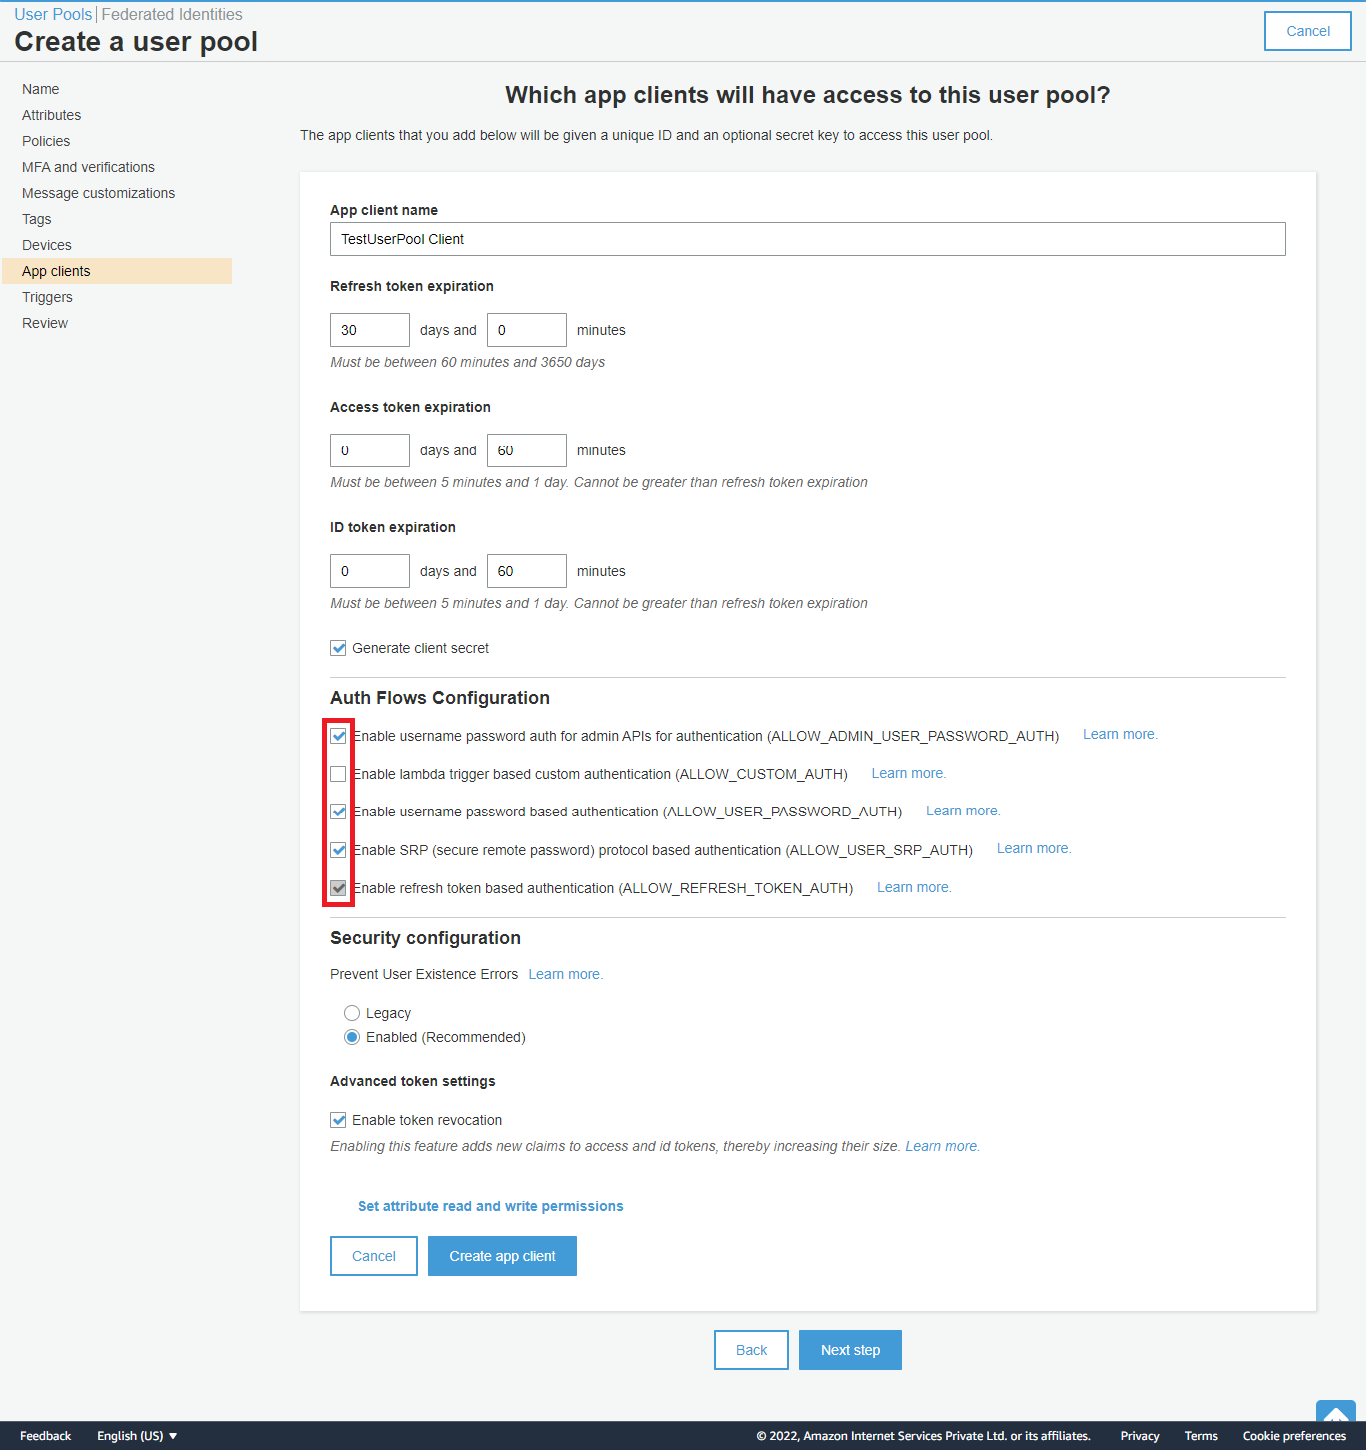 User Pools | Federated Identities
Create a user pool
Cancel
Name
Attributes
Policies
MFA and verifications
Message customizations
Tags
Devices
App clients
Triggers
Review
Which app clients will have access to this user pool?
The app clients that you add below will be given a unique ID and an optional secret key to access this user pool.
App client name
TestUserPool Client
Refresh token expiration
30 days and 0 minutes
Must be between 60 minutes and 3650 days
Access token expiration
0 days and 60 minutes
Must be between 5 minutes and 1 day. Cannot be greater than refresh token expiration
ID token expiration
0 days and 60 minutes
Must be between 5 minutes and 1 day. Cannot be greater than refresh token expiration
Generate client secret
Auth Flows Configuration
Enable username password auth for admin APIs for authentication (ALLOW_ADMIN_USER_PASSWORD_AUTH) Learn more.
Enable lambda trigger based custom authentication (ALLOW_CUSTOM_AUTH) Learn more.
Enable username password based authentication (ALLOW_USER_PASSWORD_AUTH) Learn more.
Enable SRP (secure remote password) protocol based authentication (ALLOW_USER_SRP_AUTH) Learn more.
Enable refresh token based authentication (ALLOW_REFRESH_TOKEN_AUTH) Learn more.
Security configuration
Prevent User Existence Errors Learn more.
Legacy
Enabled (Recommended)
Advanced token settings
Enable token revocation
Enabling this feature adds new claims to access and id tokens, thereby increasing their size. Learn more.
Set attribute read and write permissions
Cancel Create app client
Back Next step
Feedback English (US) © 2022, Amazon Internet Services Private Ltd. or its affiliates. Privacy Terms Cookie preferences